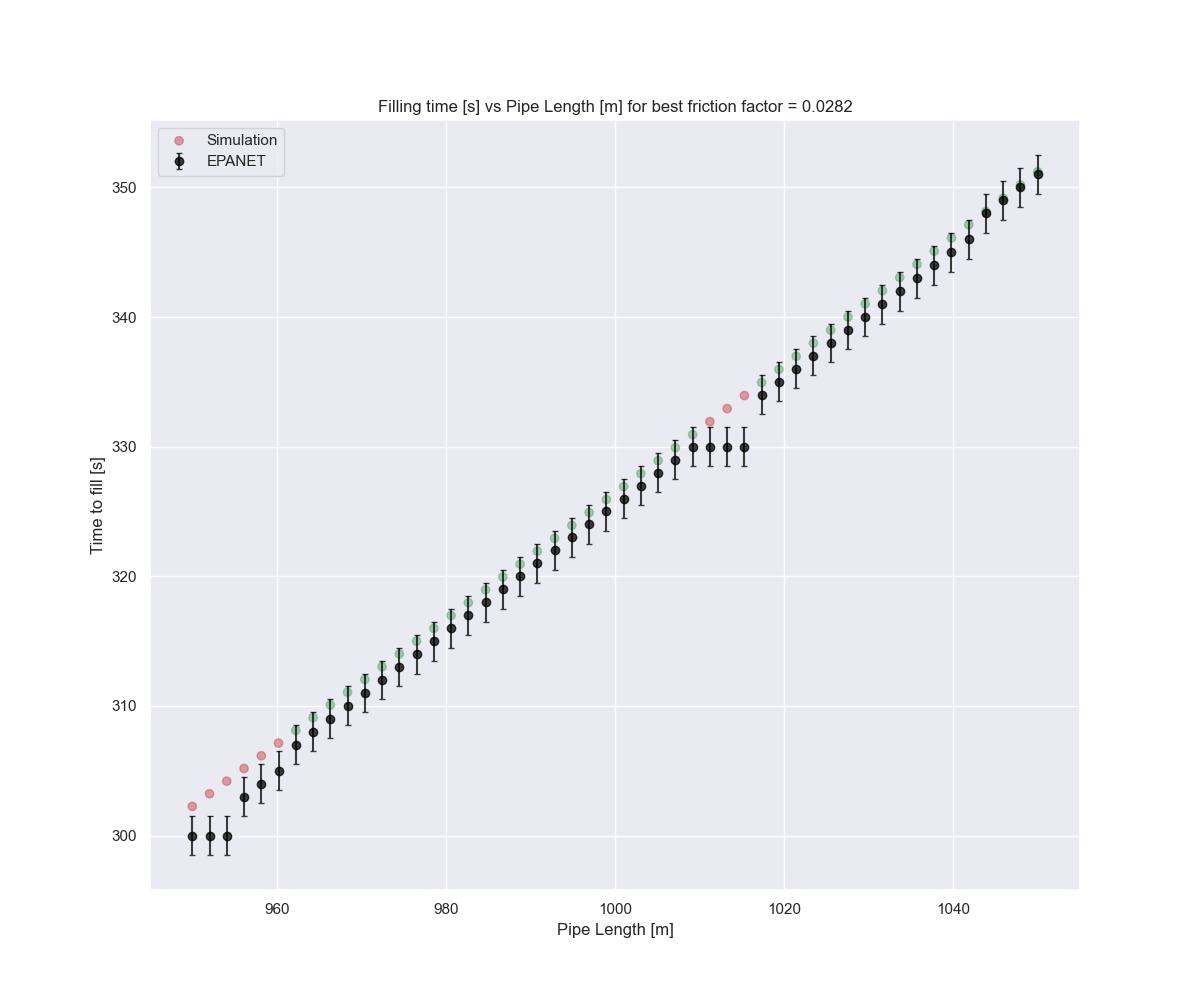 Filling time [s] vs Pipe Length [m] for best friction factor = 0.0282
Simulation
EPANET
350
340
330
320
310
300
Time to fill [s]
960 980 1000 1020 1040
Pipe Length [m]